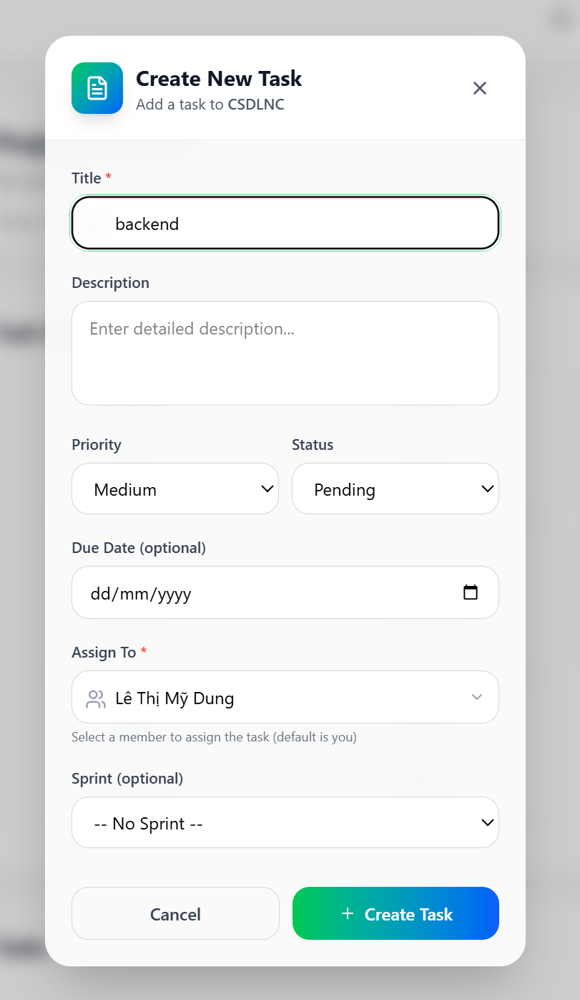 Create New Task
Add a task to CSDLNC
Title *
backend
Description
Enter detailed description...
Priority
Status
Medium
Pending
Due Date (optional)
dd/mm/yyyy
Assign To *
Lê Thị Mỹ Dung
Select a member to assign the task (default is you)
Sprint (optional)
-- No Sprint --
Cancel
+ Create Task